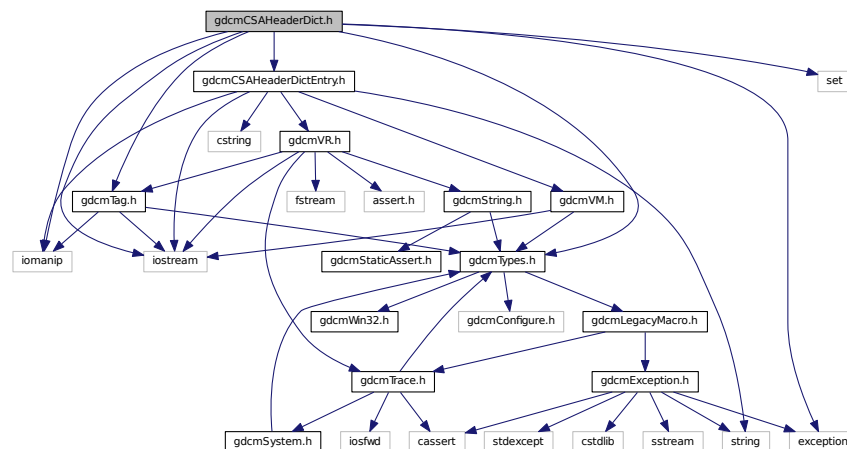 gdcmCSAHeaderDict.h
gdcmCSAHeaderDictEntry.h
set
cstring
gdcmVR.h
gdcmTag.h
fstream
assert.h
gdcmString.h
gdcmVM.h
iomanip
iostream
gdcmStaticAssert.h
gdcmTypes.h
gdcmWin32.h
gdcmConfigure.h
gdcmLegacyMacro.h
gdcmTrace.h
gdcmException.h
gdcmSystem.h
iosfwd
cassert
stdexcept
cstdlib
sstream
string
exception